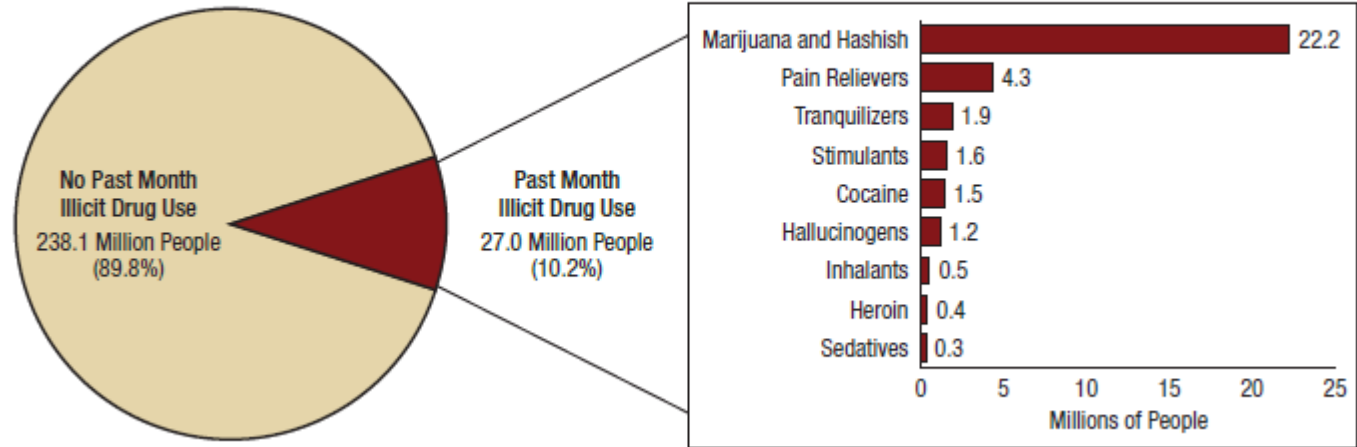 No Past Month
Illicit Drug Use
238.1 Million People
(89.8%)
Past Month
Illicit Drug Use
27.0 Million People
(10.2%)
Marijuana and Hashish 22.2
Pain Relievers 4.3
Tranquilizers 1.9
Stimulants 1.6
Cocaine 1.5
Hallucinogens 1.2
Inhalants 0.5
Heroin 0.4
Sedatives 0.3
0 5 10 15 20 25
Millions of People